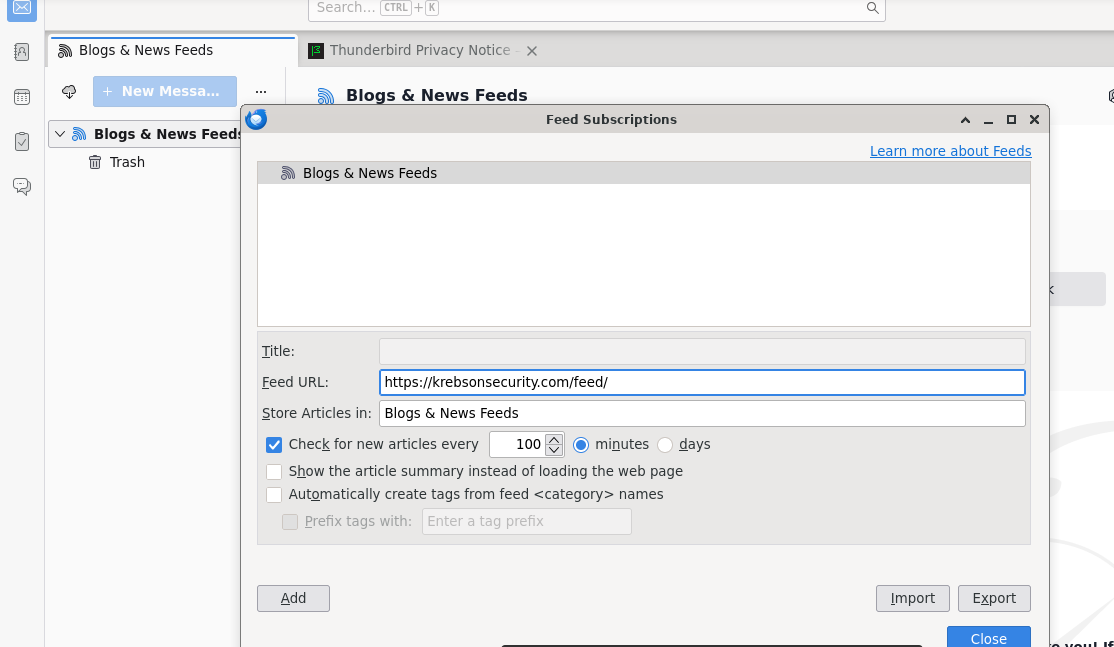 Search... CTRL + K
Blogs & News Feeds
Thunderbird Privacy Notice
+ New Messa...
...
Blogs & News Feeds
Blogs & News Feeds
Trash
Feed Subscriptions
Learn more about Feeds
Blogs & News Feeds
Title:
Feed URL: https://krebsonsecurity.com/feed/
Store Articles in: Blogs & News Feeds
Check for new articles every 100 minutes days
Show the article summary instead of loading the web page
Automatically create tags from feed <category> names
Prefix tags with: Enter a tag prefix
Add Import Export
Close